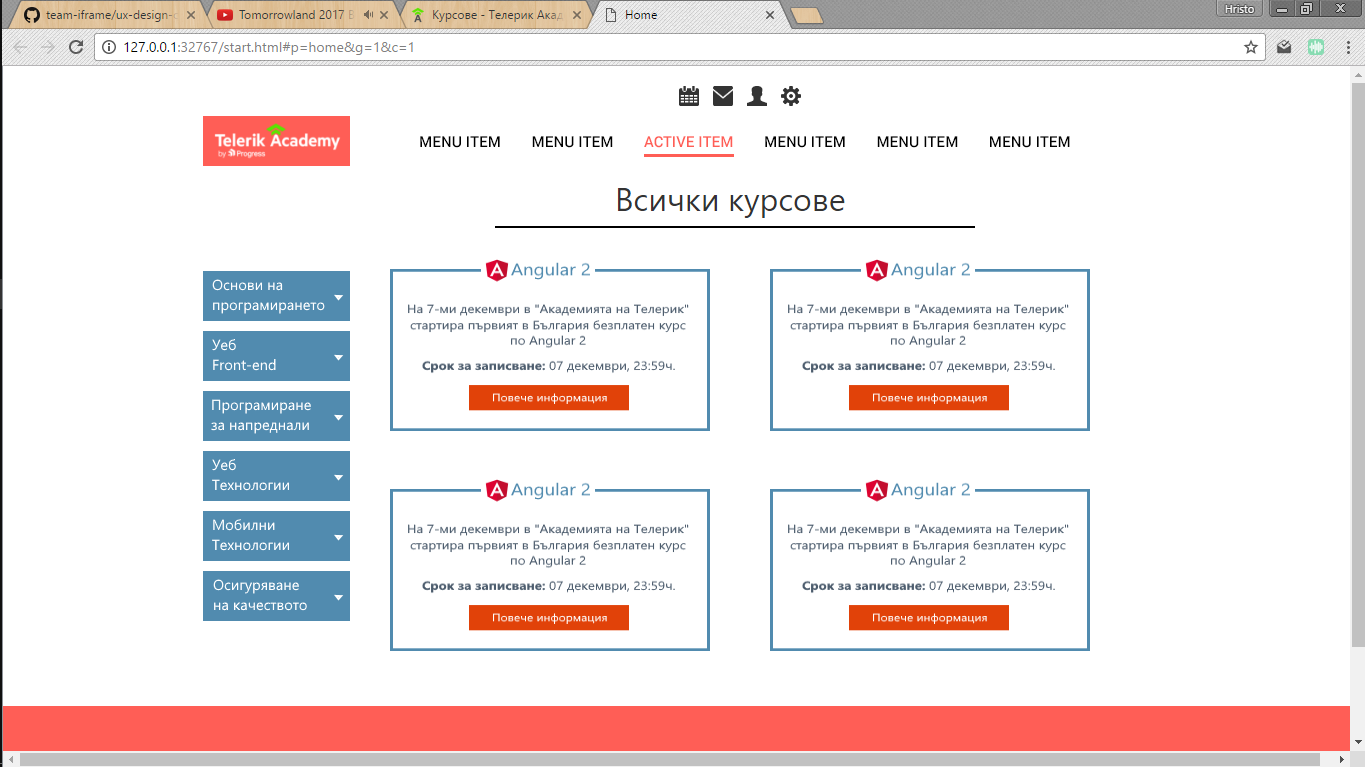 team-iframe/ux-design-
Tomorrowland 2017
Курсове - Телерик Ака
Home
Hristo
127.0.0.1:32767/start.html#p=home&g=1&c=1
Telerik Academy
by Progress
MENU ITEM MENU ITEM ACTIVE ITEM MENU ITEM MENU ITEM MENU ITEM
Всички курсове
Основи на
програмирането
Уеб
Front-end
Програмиране
за напреднали
Уеб
Технологии
Мобилни
Технологии
Осигуряване
на качеството
Angular 2
На 7-ми декември в "Академията на Телерик"
стартира първият в България безплатен курс
по Angular 2
Срок за записване: 07 декември, 23:59ч.
Повече информация
Angular 2
На 7-ми декември в "Академията на Телерик"
стартира първият в България безплатен курс
по Angular 2
Срок за записване: 07 декември, 23:59ч.
Повече информация
Angular 2
На 7-ми декември в "Академията на Телерик"
стартира първият в България безплатен курс
по Angular 2
Срок за записване: 07 декември, 23:59ч.
Повече информация
Angular 2
На 7-ми декември в "Академията на Телерик"
стартира първият в България безплатен курс
по Angular 2
Срок за записване: 07 декември, 23:59ч.
Повече информация